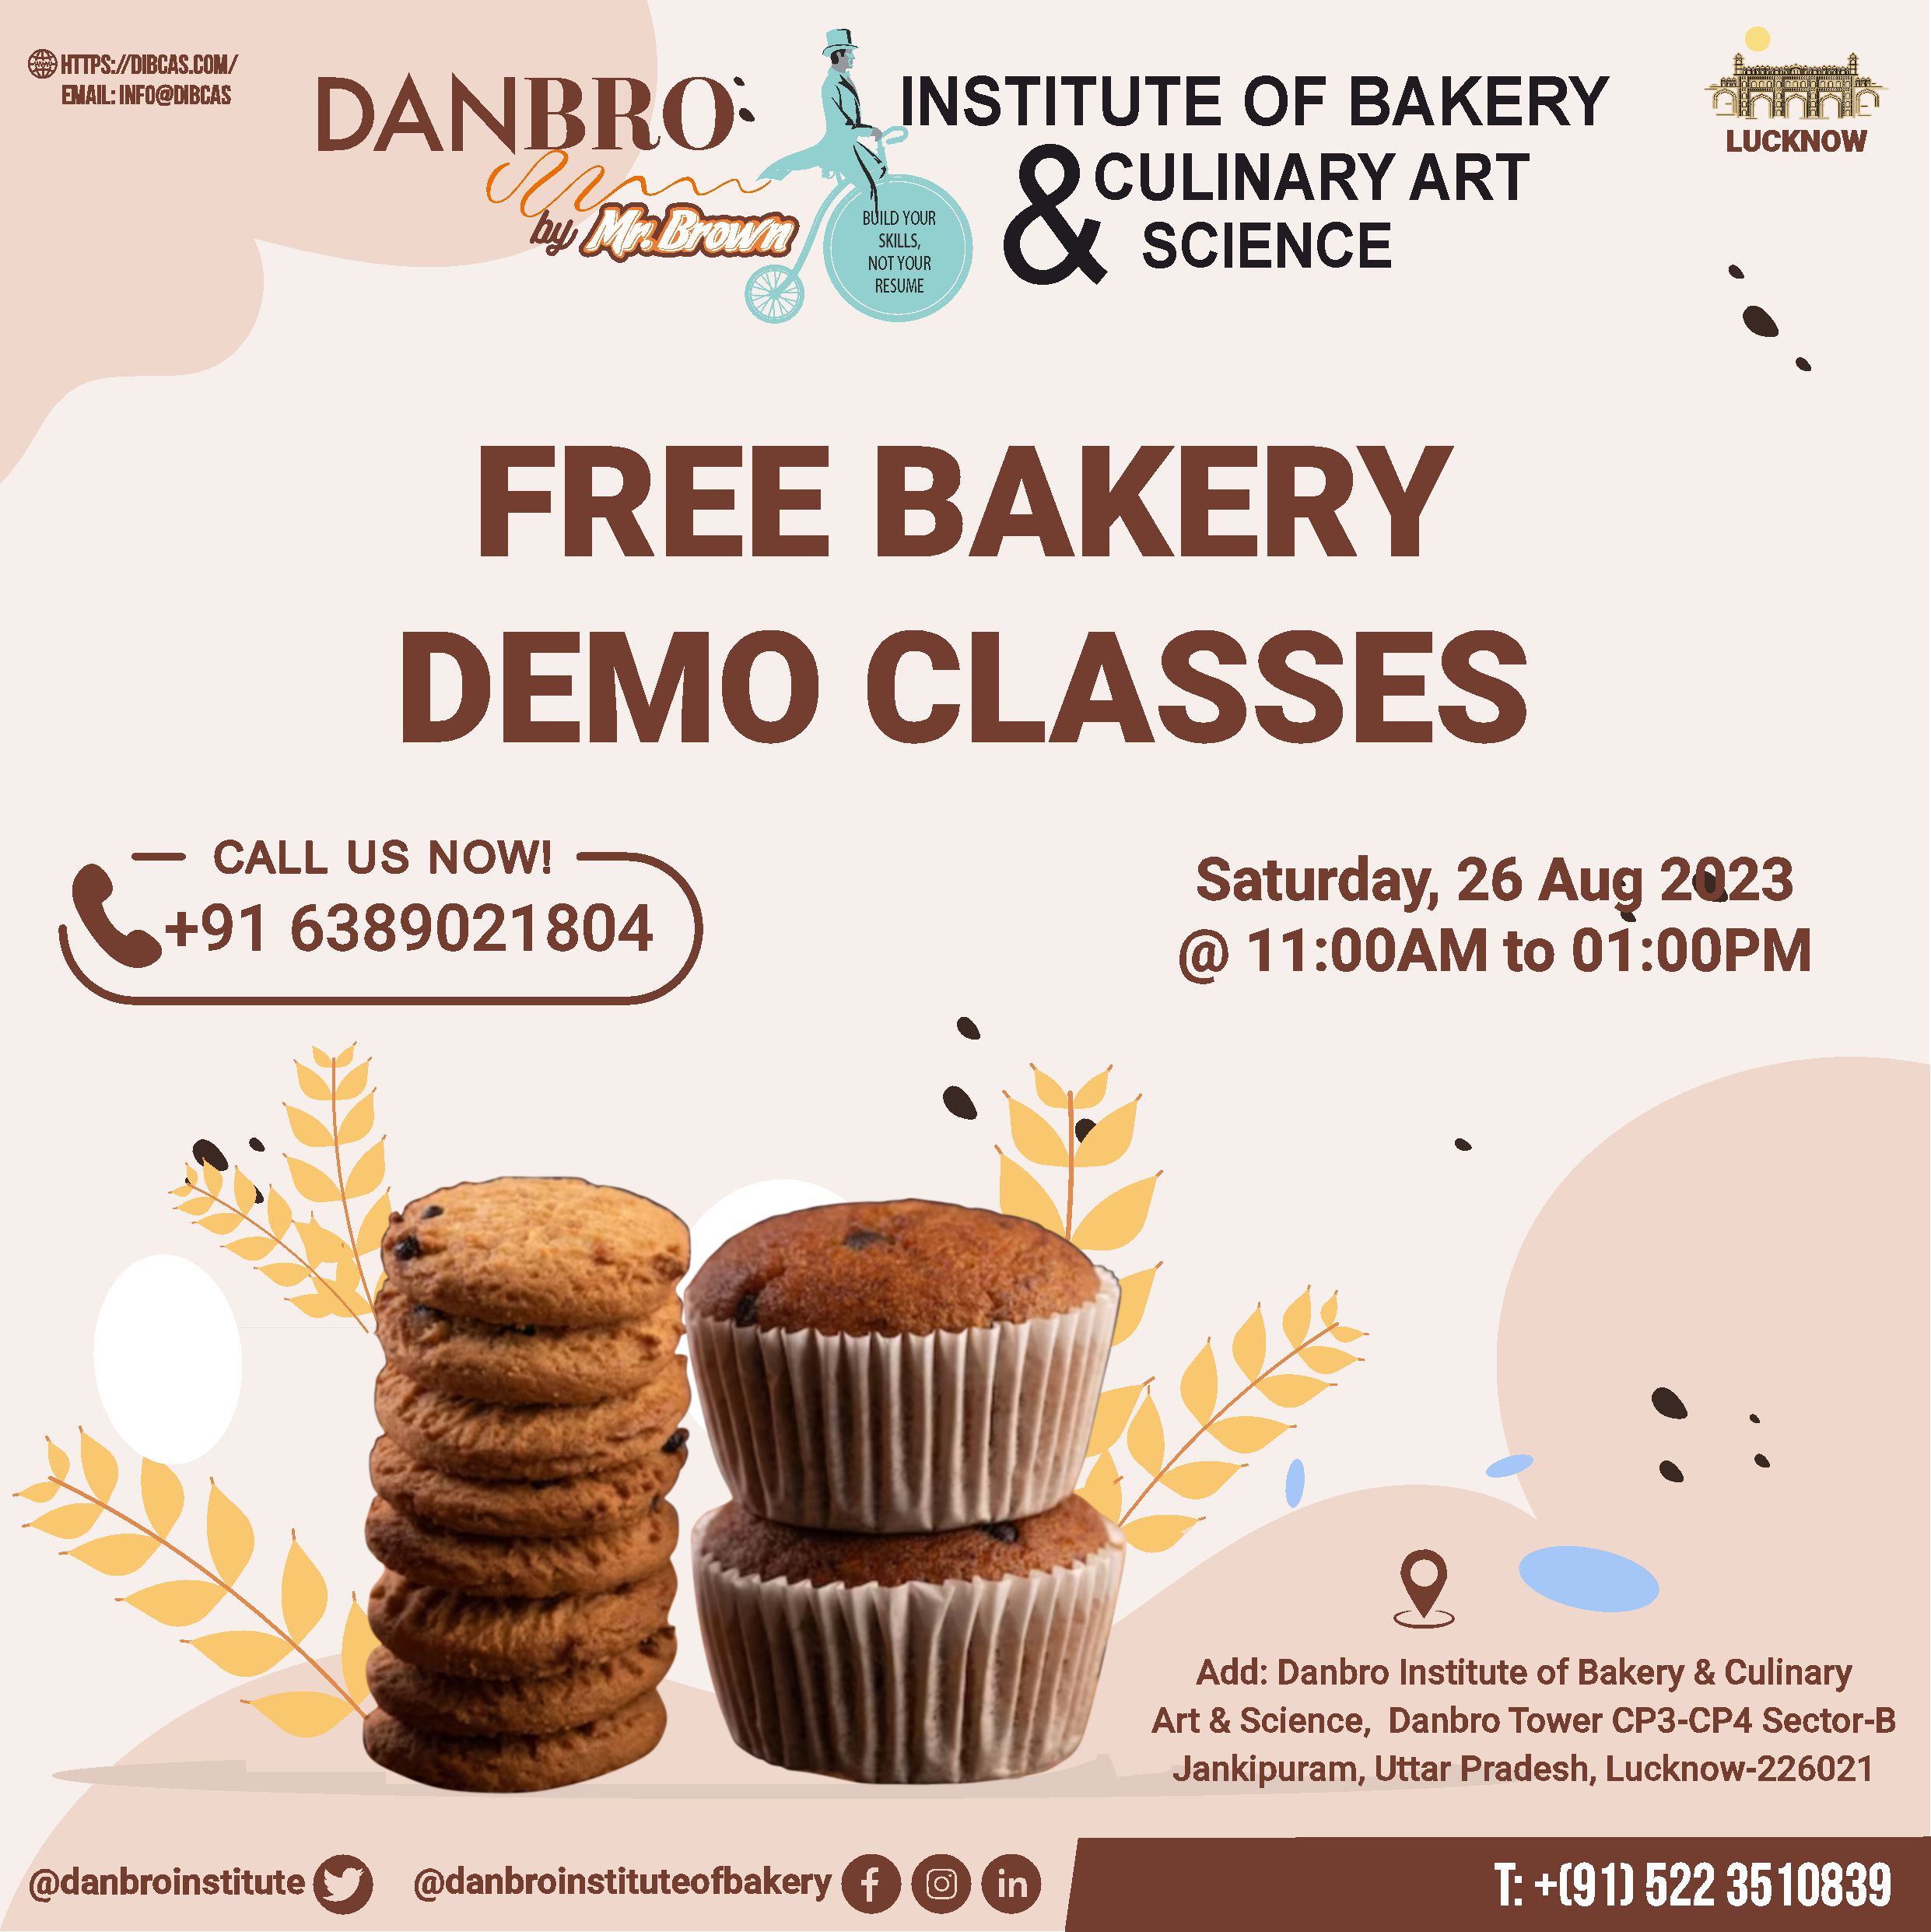 HTTPS://DIBCAS.COM/
EMAIL: INFO@DIBCAS
DANBRO
by Mr. Brown
BUILD YOUR
SKILLS,
NOT YOUR
RESUME
INSTITUTE OF BAKERY
& CULINARY ART
SCIENCE
LUCKNOW
FREE BAKERY
DEMO CLASSES
CALL US NOW!
+91 6389021804
Saturday, 26 Aug 2023
@ 11:00AM to 01:00PM
Add: Danbro Institute of Bakery & Culinary
Art & Science, Danbro Tower CP3-CP4 Sector-B
Jankipuram, Uttar Pradesh, Lucknow-226021
@danbroinstitute
@danbroinstituteofbakery
T: +(91) 522 3510839